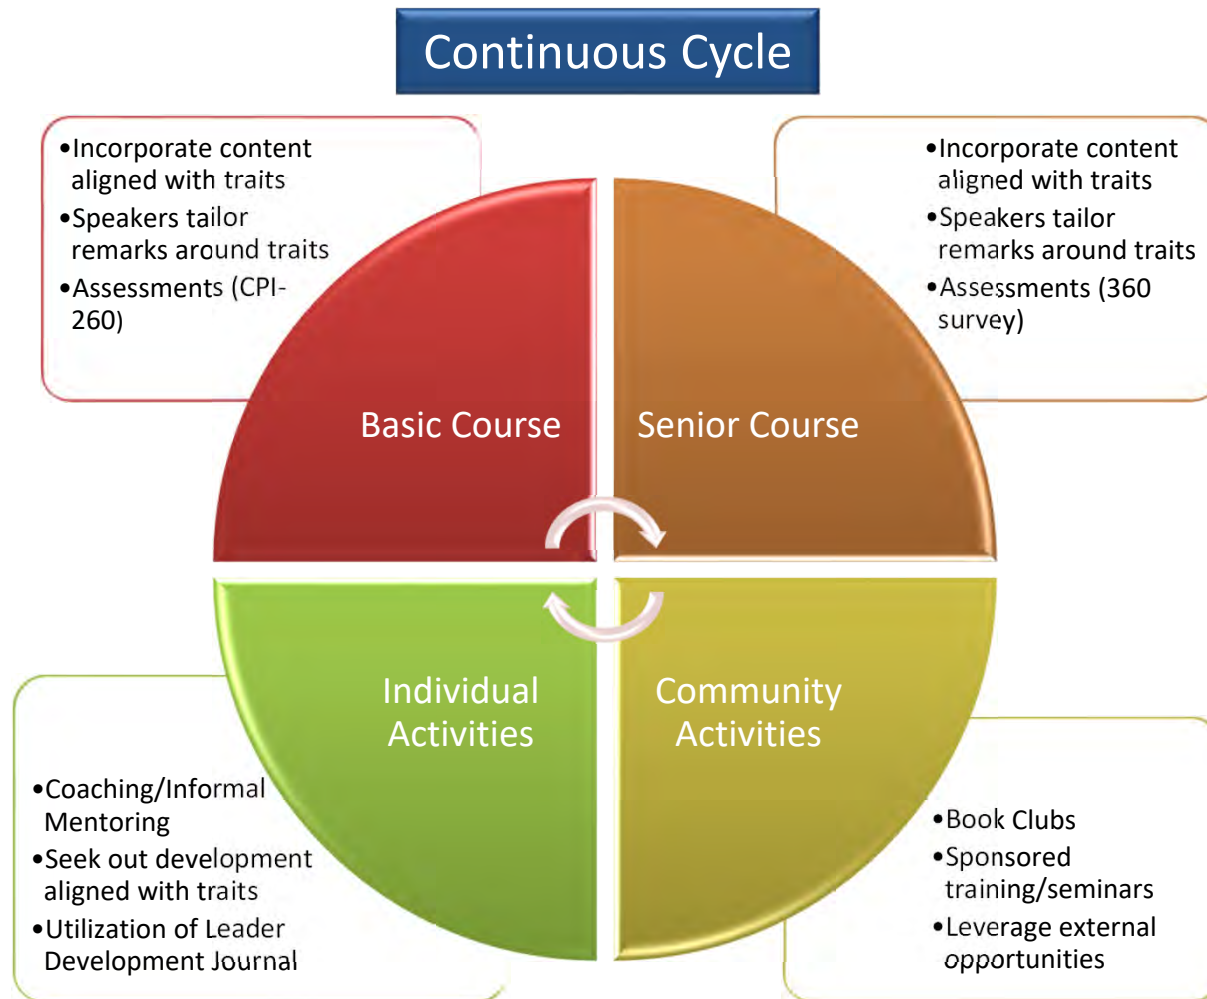 Continuous Cycle
•Incorporate content
aligned with traits
•Speakers tailor
remarks around traits
•Assessments (CPI-
260)
•Incorporate content
aligned with traits
•Speakers tailor
remarks around traits
•Assessments (360
survey)
Basic Course
Senior Course
Individual
Activities
Community
Activities
•Coaching/Informal
Mentoring
•Seek out development
aligned with traits
•Utilization of Leader
Development Journal
•Book Clubs
•Sponsored
training/seminars
•Leverage external
opportunities